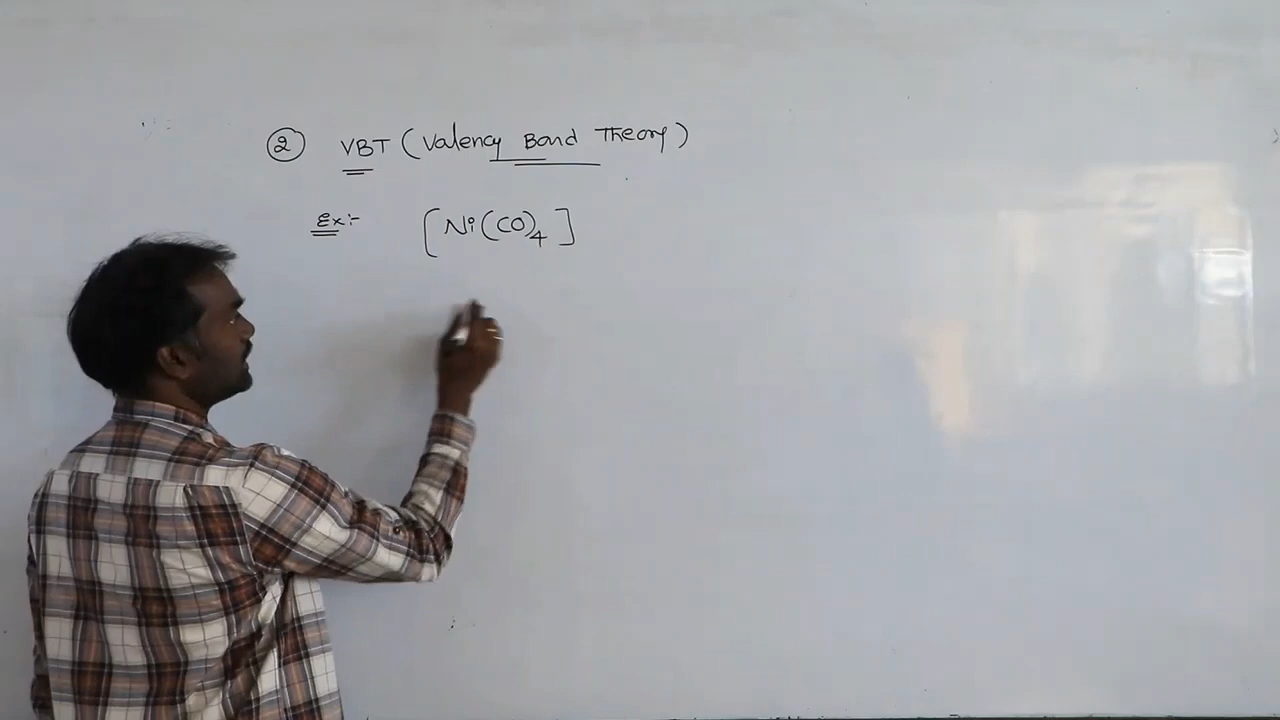 ② VBT (Valency Bond Theory)
Ex:- [Ni(CO)₄]